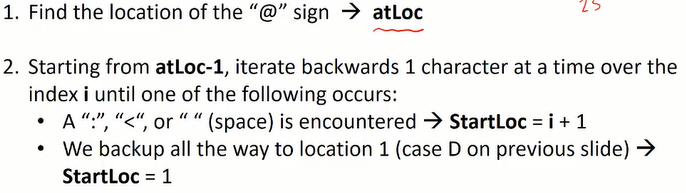 1. Find the location of the “@” sign → atLoc
25
2. Starting from atLoc-1, iterate backwards 1 character at a time over the
index i until one of the following occurs:
• A “:”, “<“, or “ “ (space) is encountered → StartLoc = i + 1
• We backup all the way to location 1 (case D on previous slide) →
StartLoc = 1